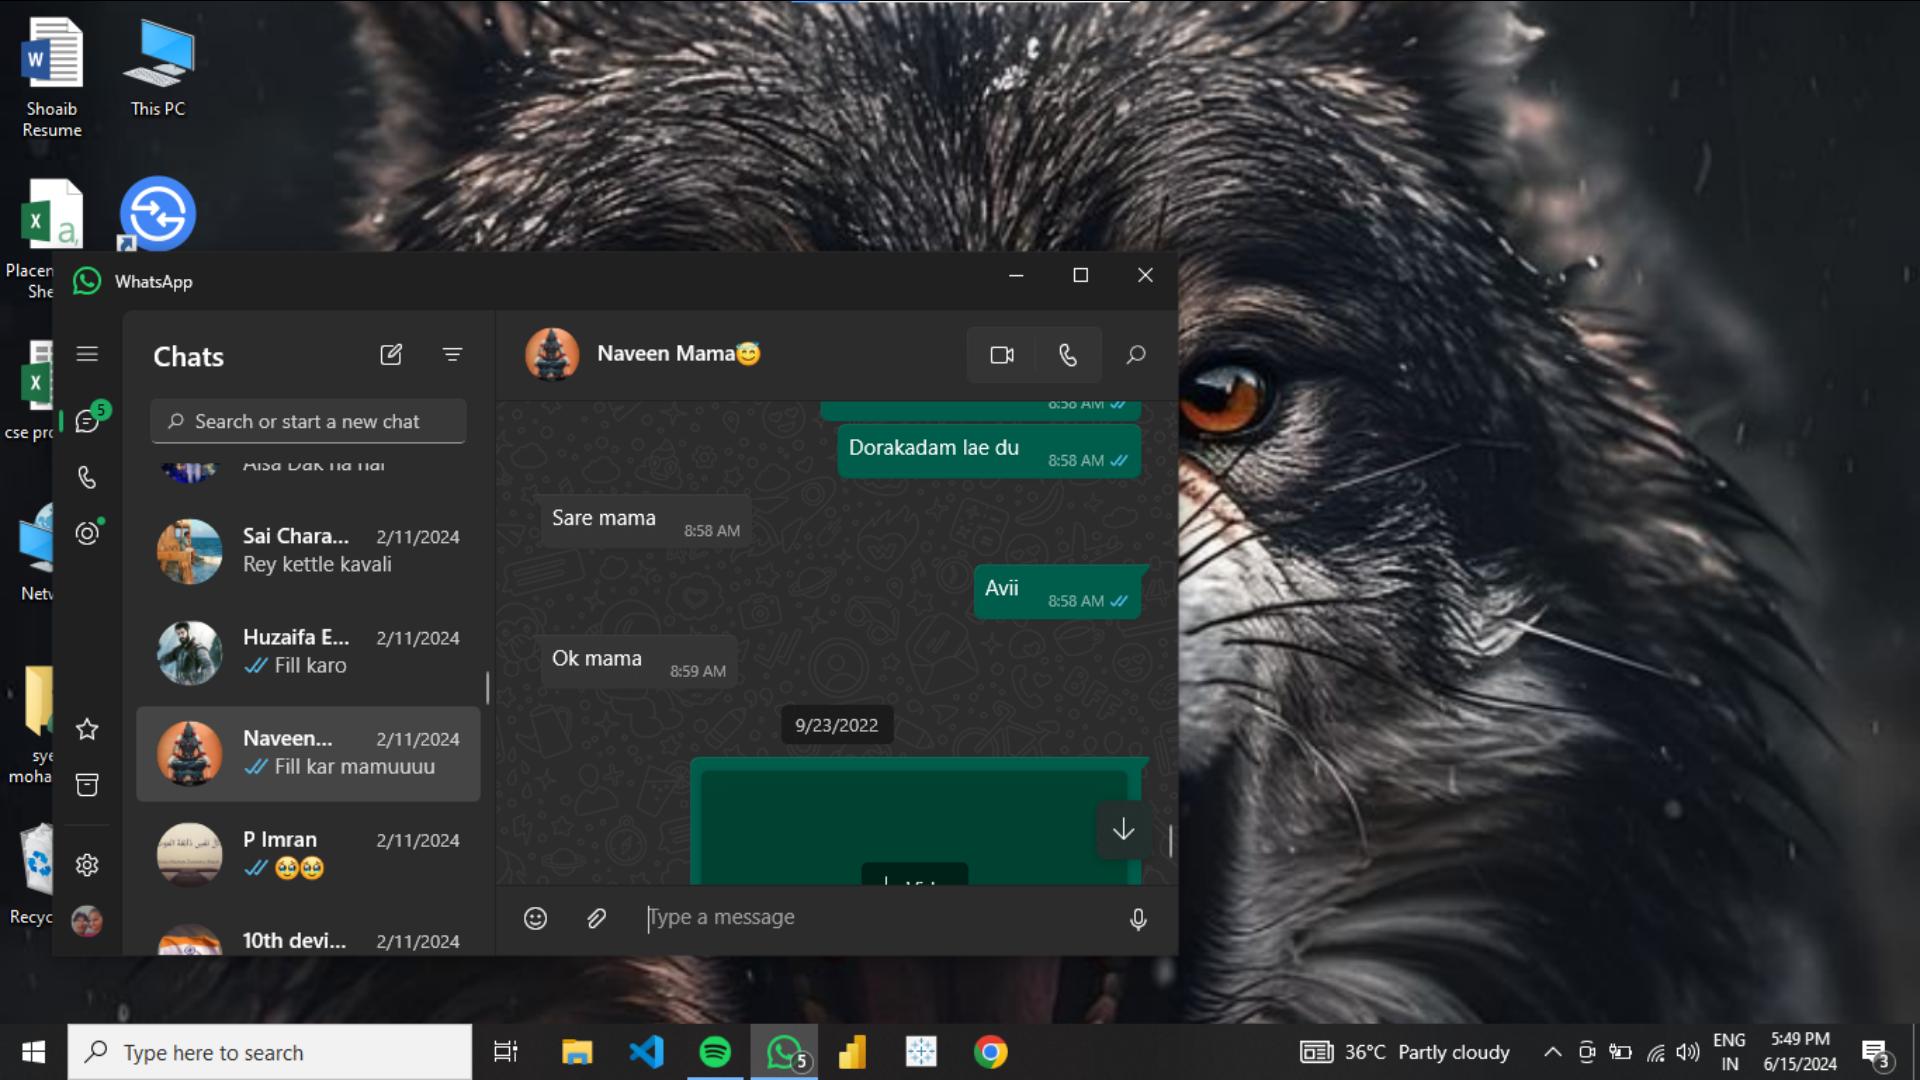 Shoaib
Resume
This PC
Placen
She
cse pro
Netw
sye
moha
Recyc
WhatsApp
Chats
5
Search or start a new chat
Sai Chara... 2/11/2024
Rey kettle kavali
Huzaifa E... 2/11/2024
Fill karo
Naveen... 2/11/2024
Fill kar mamuuuu
P Imran 2/11/2024
10th devi... 2/11/2024
Naveen Mama
8:58 AM
Dorakadam lae du
8:58 AM
Sare mama
8:58 AM
Avii
8:58 AM
Ok mama
8:59 AM
9/23/2022
Type a message
Type here to search
5
36°C Partly cloudy
ENG
IN
5:49 PM
6/15/2024
3